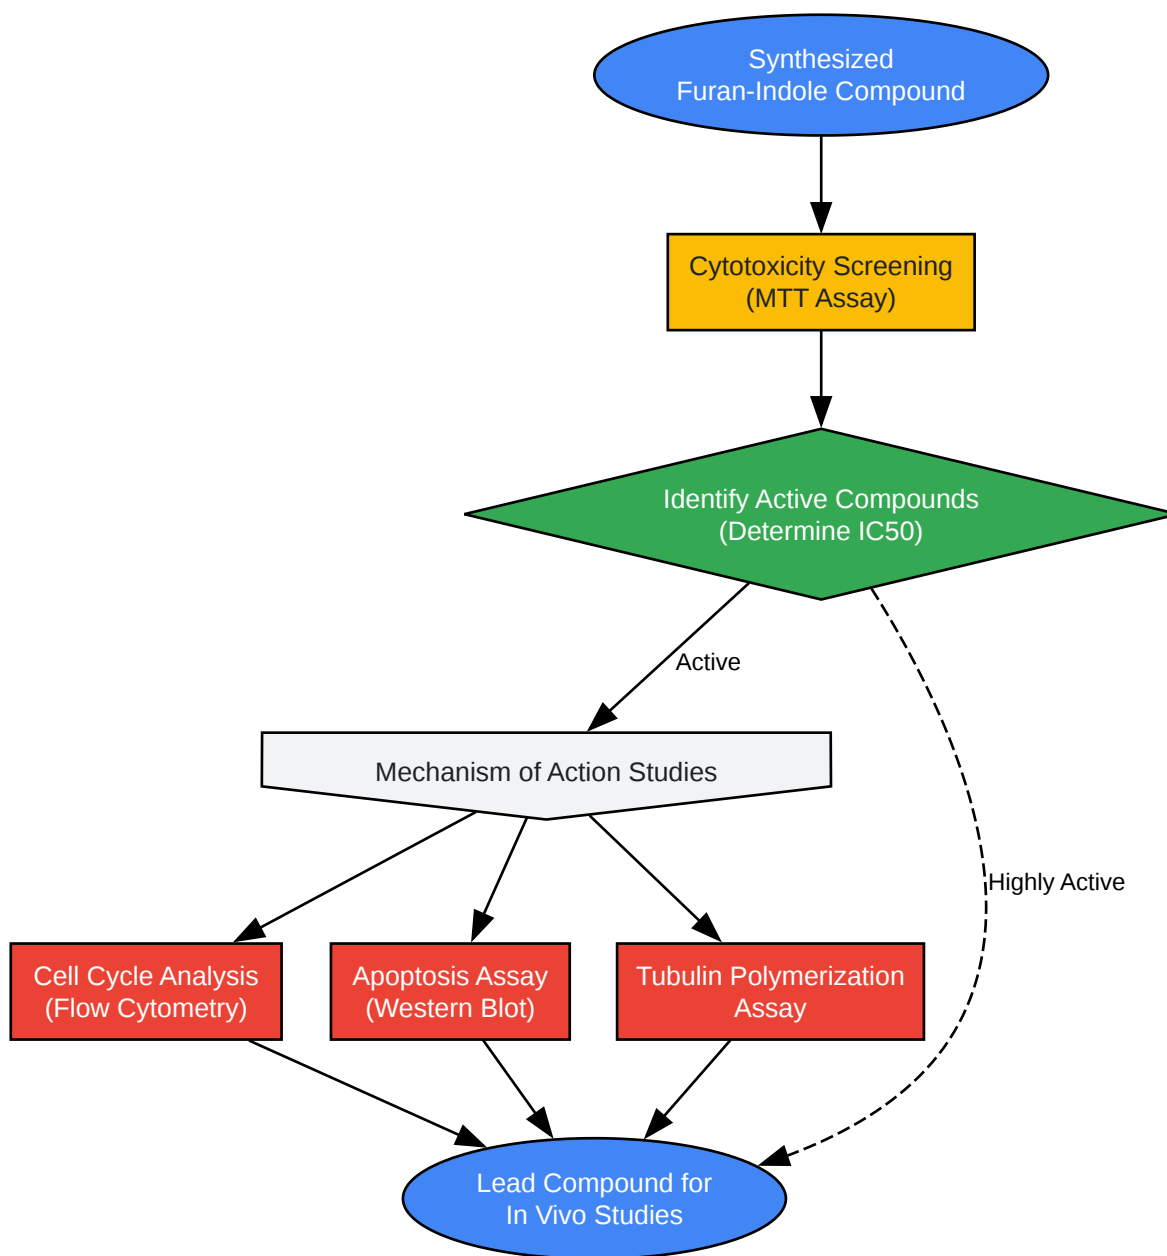 Synthesized
Furan-Indole Compound
Cytotoxicity Screening
(MTT Assay)
Identify Active Compounds
(Determine IC50)
Active
Mechanism of Action Studies
Highly Active
Cell Cycle Analysis
(Flow Cytometry)
Apoptosis Assay
(Western Blot)
Tubulin Polymerization
Assay
Lead Compound for
In Vivo Studies